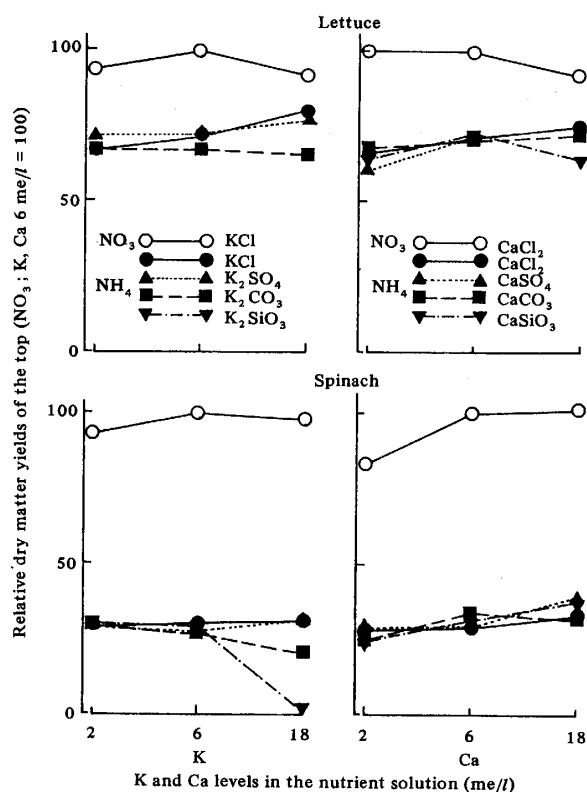 Lettuce
100
50
0
NO₃ KCl
KCl
NH₄ K₂SO₄
K₂CO₃
K₂SiO₃
NO₃ CaCl₂
CaCl₂
NH₄ CaSO₄
CaCO₃
CaSiO₃
Spinach
100
50
0
2 6 18 2 6 18
K Ca
K and Ca levels in the nutrient solution (me/l)
Relative dry matter yields of the top (NO₃ ; K, Ca 6 me/l = 100)